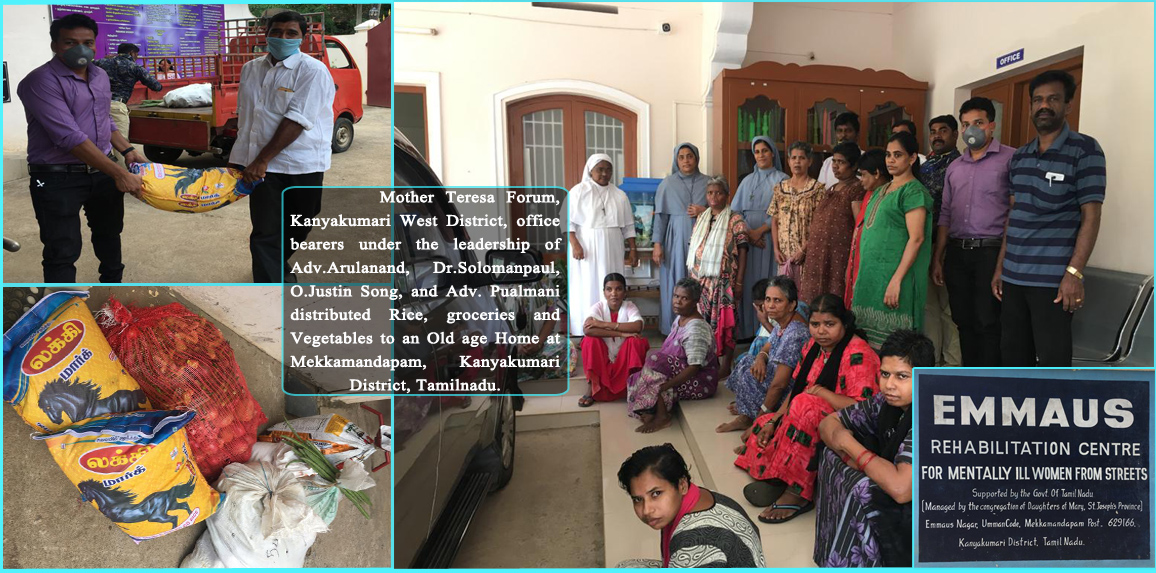 Mother Teresa Forum,
Kanyakumari West District, office
bearers under the leadership of
Adv.Arulanand, Dr.Solomanpaul,
O.Justin Song, and Adv. Pualmani
distributed Rice, groceries and
Vegetables to an Old age Home at
Mekkamandapam, Kanyakumari
District, Tamilnadu.
OFFICE
லக்கி
மார்க்
லக்கி
மார்க்
EMMAUS
REHABILITATION CENTRE
FOR MENTALLY ILL WOMEN FROM STREETS
Supported by the Govt. Of Tamil Nadu
(Managed by the congregation of Daughters of Mary, St.Joseph's Province)
Emmaus Nagar, UmmanCode, Mekkamandapam Post. 629166.
Kanyakumari District, Tamil Nadu.